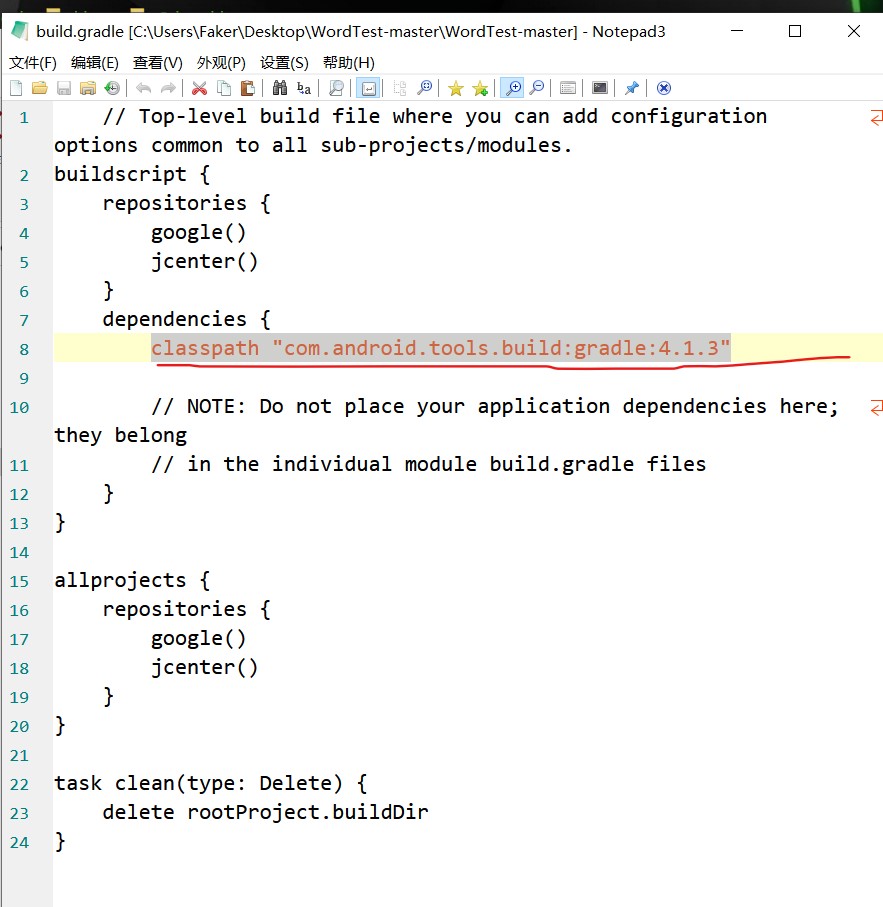 build.gradle [C:\Users\Faker\Desktop\WordTest-master\WordTest-master] - Notepad3
文件(F) 编辑(E) 查看(V) 外观(P) 设置(S) 帮助(H)
1 // Top-level build file where you can add configuration
options common to all sub-projects/modules.
2 buildscript {
3 repositories {
4 google()
5 jcenter()
6 }
7 dependencies {
8 classpath "com.android.tools.build:gradle:4.1.3"
9
10 // NOTE: Do not place your application dependencies here;
they belong
11 // in the individual module build.gradle files
12 }
13 }
14
15 allprojects {
16 repositories {
17 google()
18 jcenter()
19 }
20 }
21
22 task clean(type: Delete) {
23 delete rootProject.buildDir
24 }